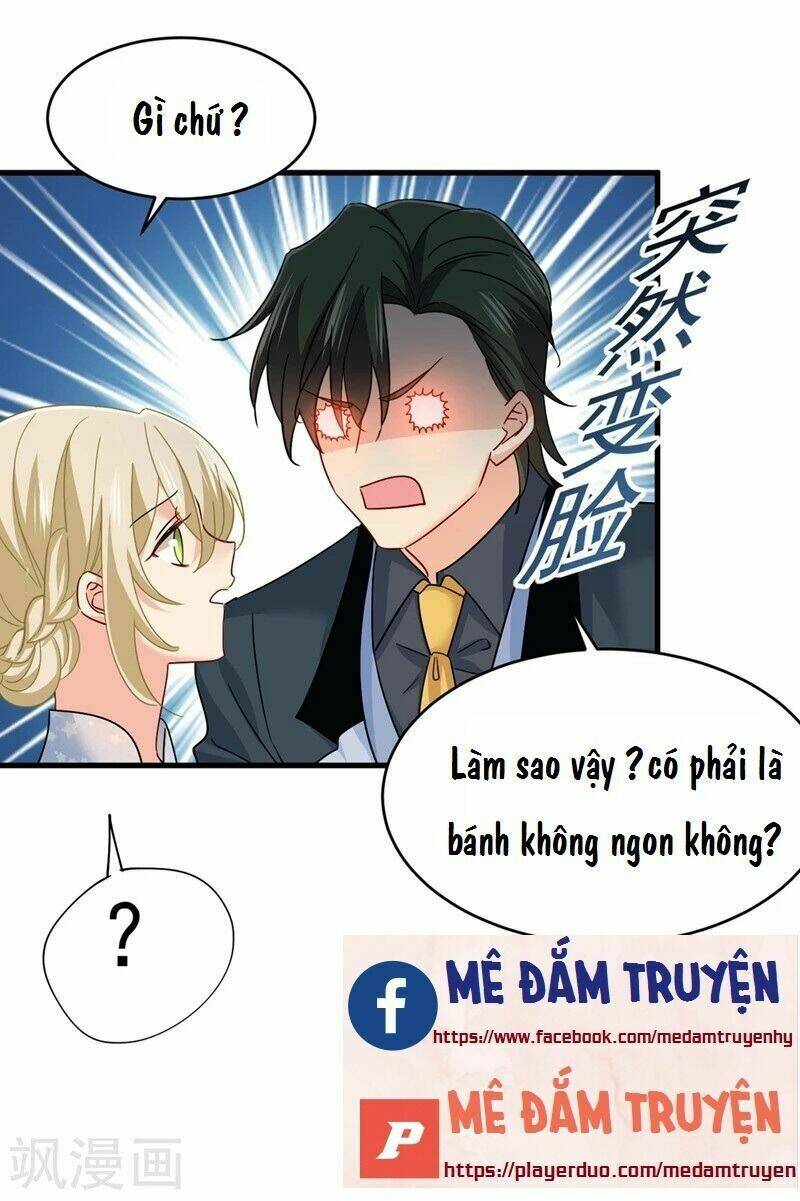 Gì chứ?
突然变脸
Làm sao vậy? có phải là
bánh không ngon không?
?
f MÊ ĐẮM TRUYỆN
https://www.facebook.com/medamtruyenhy
P MÊ ĐẮM TRUYỆN
https://playerduo.com/medamtruyen
飒漫画